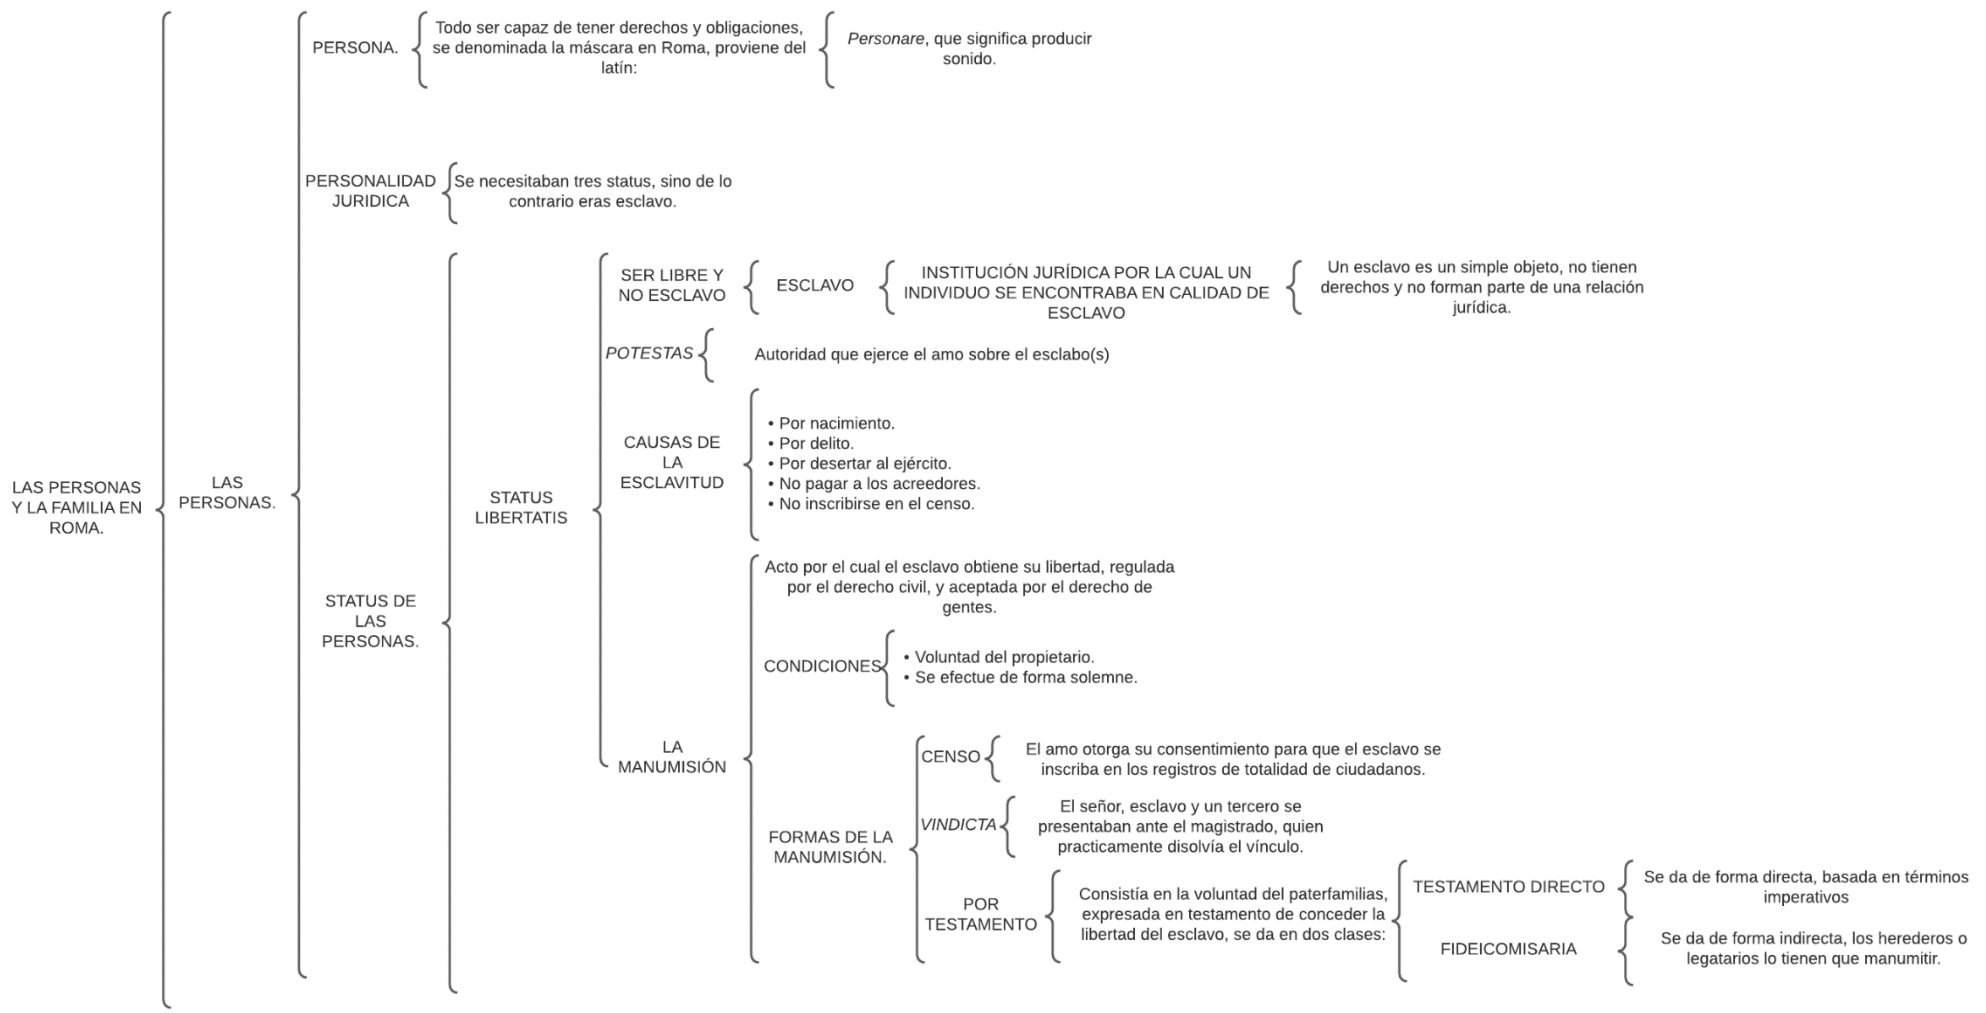 LAS PERSONAS
Y LA FAMILIA EN
ROMA.
LAS
PERSONAS.
PERSONA.
Todo ser capaz de tener derechos y obligaciones,
se denominada la máscara en Roma, proviene del
latín:
Personare, que significa producir
sonido.
PERSONALIDAD
JURIDICA
Se necesitaban tres status, sino de lo
contrario eras esclavo.
STATUS DE
LAS
PERSONAS.
STATUS
LIBERTATIS
SER LIBRE Y
NO ESCLAVO
ESCLAVO
INSTITUCIÓN JURÍDICA POR LA CUAL UN
INDIVIDUO SE ENCONTRABA EN CALIDAD DE
ESCLAVO
Un esclavo es un simple objeto, no tienen
derechos y no forman parte de una relación
jurídica.
POTESTAS
Autoridad que ejerce el amo sobre el esclabo(s)
CAUSAS DE
LA
ESCLAVITUD
• Por nacimiento.
• Por delito.
• Por desertar al ejército.
• No pagar a los acreedores.
• No inscribirse en el censo.
LA
MANUMISIÓN
Acto por el cual el esclavo obtiene su libertad, regulada
por el derecho civil, y aceptada por el derecho de
gentes.
CONDICIONES
• Voluntad del propietario.
• Se efectue de forma solemne.
FORMAS DE LA
MANUMISIÓN.
CENSO
El amo otorga su consentimiento para que el esclavo se
inscriba en los registros de totalidad de ciudadanos.
VINDICTA
El señor, esclavo y un tercero se
presentaban ante el magistrado, quien
practicamente disolvía el vínculo.
POR
TESTAMENTO
Consistía en la voluntad del paterfamilias,
expresada en testamento de conceder la
libertad del esclavo, se da en dos clases:
TESTAMENTO DIRECTO
Se da de forma directa, basada en términos
imperativos
FIDEICOMISARIA
Se da de forma indirecta, los herederos o
legatarios lo tienen que manumitir.